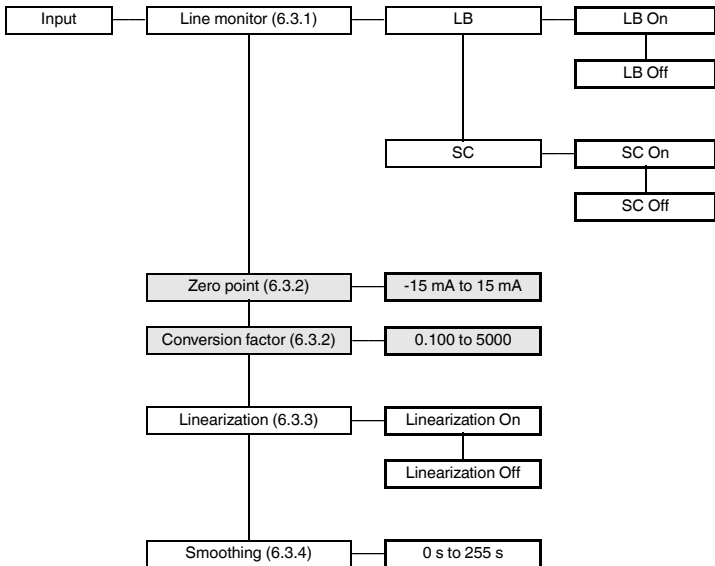 Input
Line monitor (6.3.1)
LB
LB On
LB Off
SC
SC On
SC Off
Zero point (6.3.2)
-15 mA to 15 mA
Conversion factor (6.3.2)
0.100 to 5000
Linearization (6.3.3)
Linearization On
Linearization Off
Smoothing (6.3.4)
0 s to 255 s